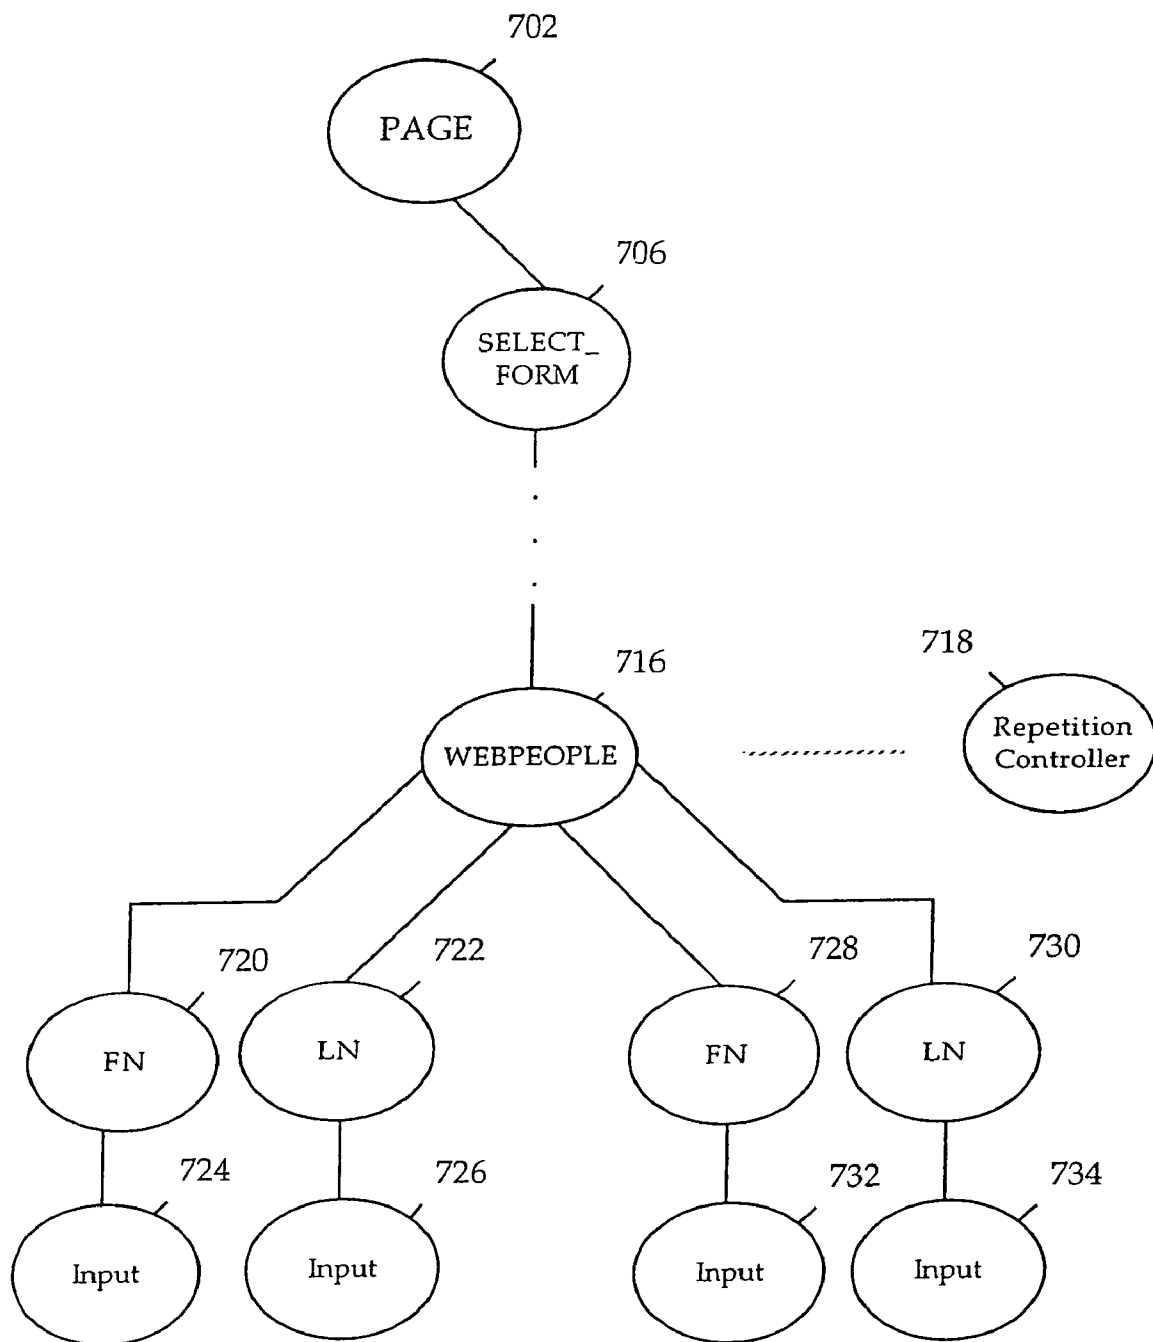 702
PAGE
706
SELECT_
FORM
716
WEBPEOPLE
718
Repetition
Controller
720
FN
722
LN
728
FN
730
LN
724
Input
726
Input
732
Input
734
Input